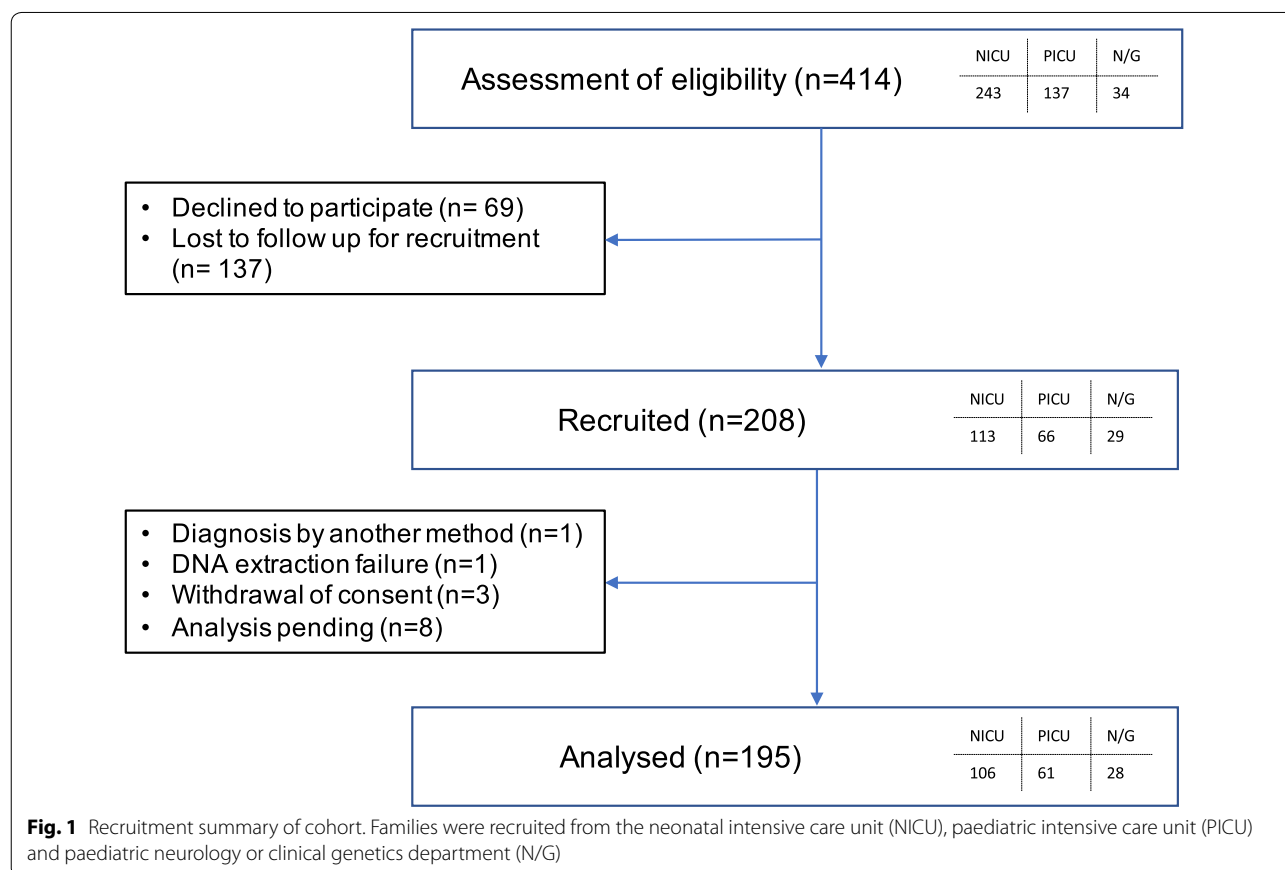 Assessment of eligibility (n=414)
NICU PICU N/G
243 137 34
• Declined to participate (n= 69)
• Lost to follow up for recruitment
(n= 137)
Recruited (n=208)
NICU PICU N/G
113 66 29
• Diagnosis by another method (n=1)
• DNA extraction failure (n=1)
• Withdrawal of consent (n=3)
• Analysis pending (n=8)
Analysed (n=195)
NICU PICU N/G
106 61 28
Fig. 1 Recruitment summary of cohort. Families were recruited from the neonatal intensive care unit (NICU), paediatric intensive care unit (PICU)
and paediatric neurology or clinical genetics department (N/G)